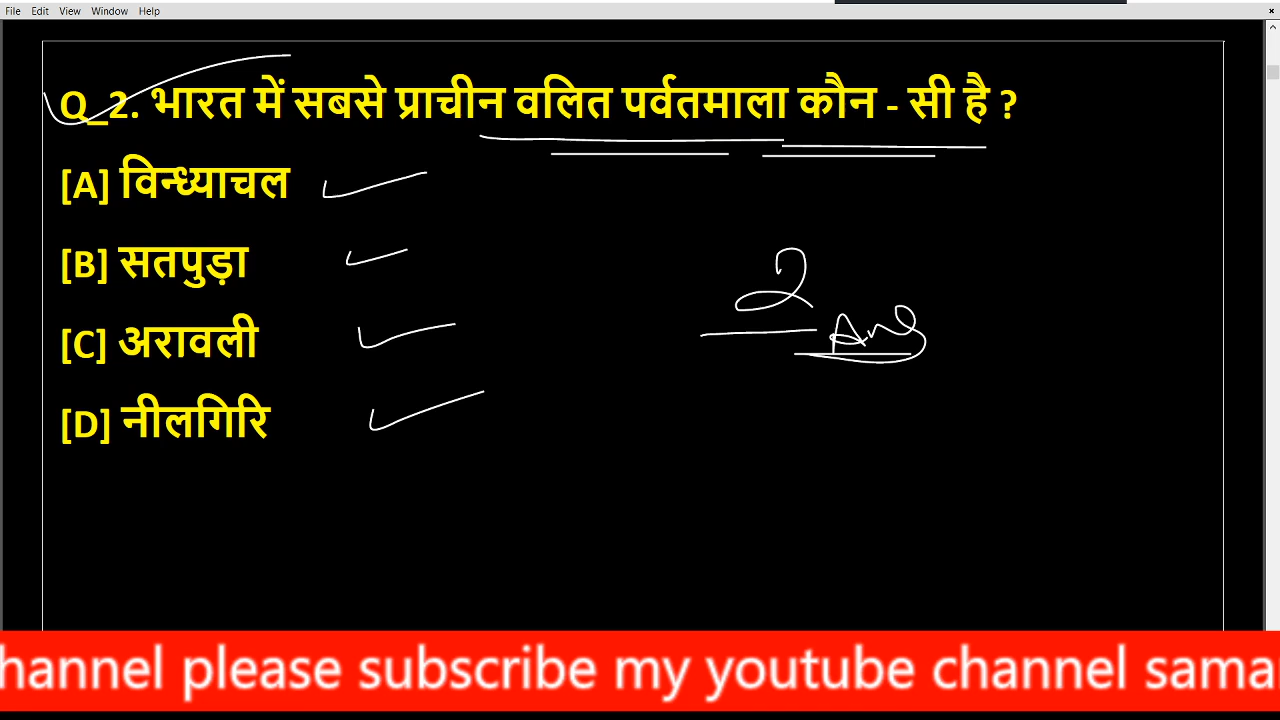 File Edit View Window Help
Q_2. भारत में सबसे प्राचीन वलित पर्वतमाला कौन - सी है ?
[A] विन्ध्याचल
[B] सतपुड़ा
2
[C] अरावली
Ans
[D] नीलगिरि
hannel please subscribe my youtube channel sama